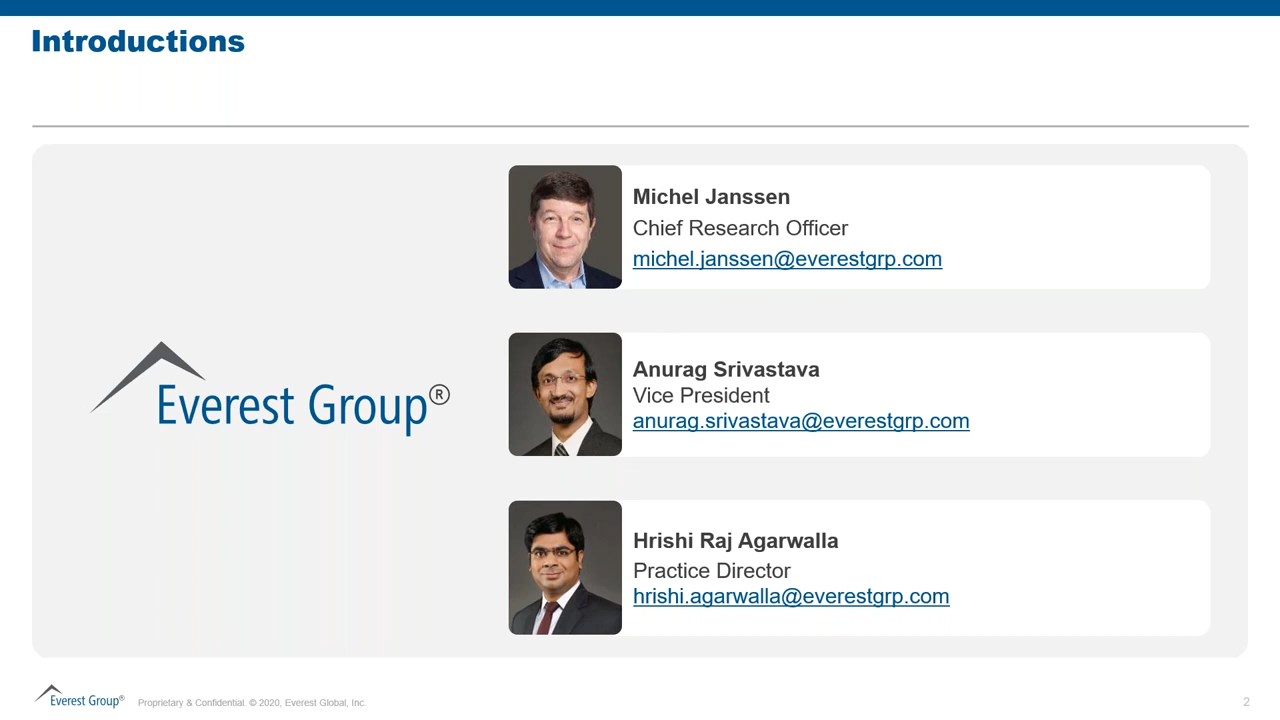 Introductions
Michel Janssen
Chief Research Officer
michel.janssen@everestgrp.com
Everest Group®
Anurag Srivastava
Vice President
anurag.srivastava@everestgrp.com
Hrishi Raj Agarwalla
Practice Director
hrishi.agarwalla@everestgrp.com
Everest Group® Proprietary & Confidential. © 2020, Everest Global, Inc. 2